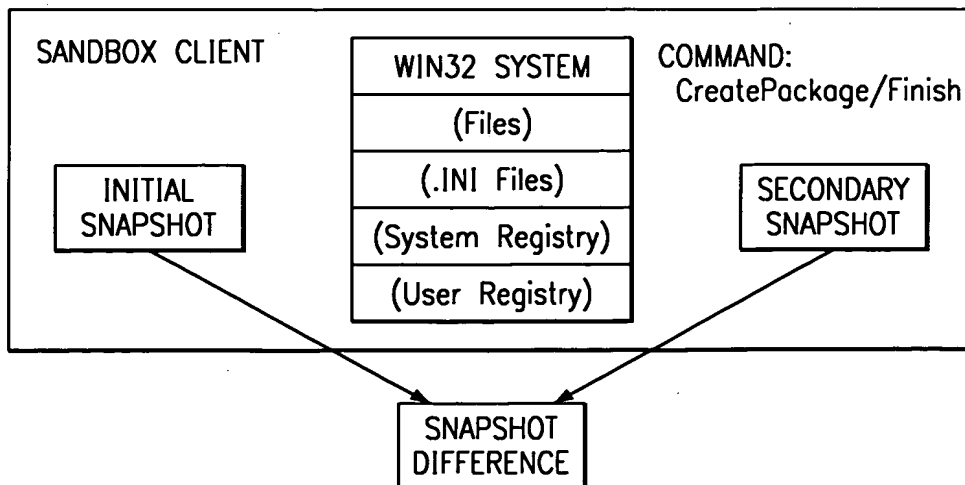 SANDBOX CLIENT
WIN32 SYSTEM
(Files)
(.INI Files)
(System Registry)
(User Registry)
COMMAND:
CreatePackage/Finish
INITIAL
SNAPSHOT
SECONDARY
SNAPSHOT
SNAPSHOT
DIFFERENCE